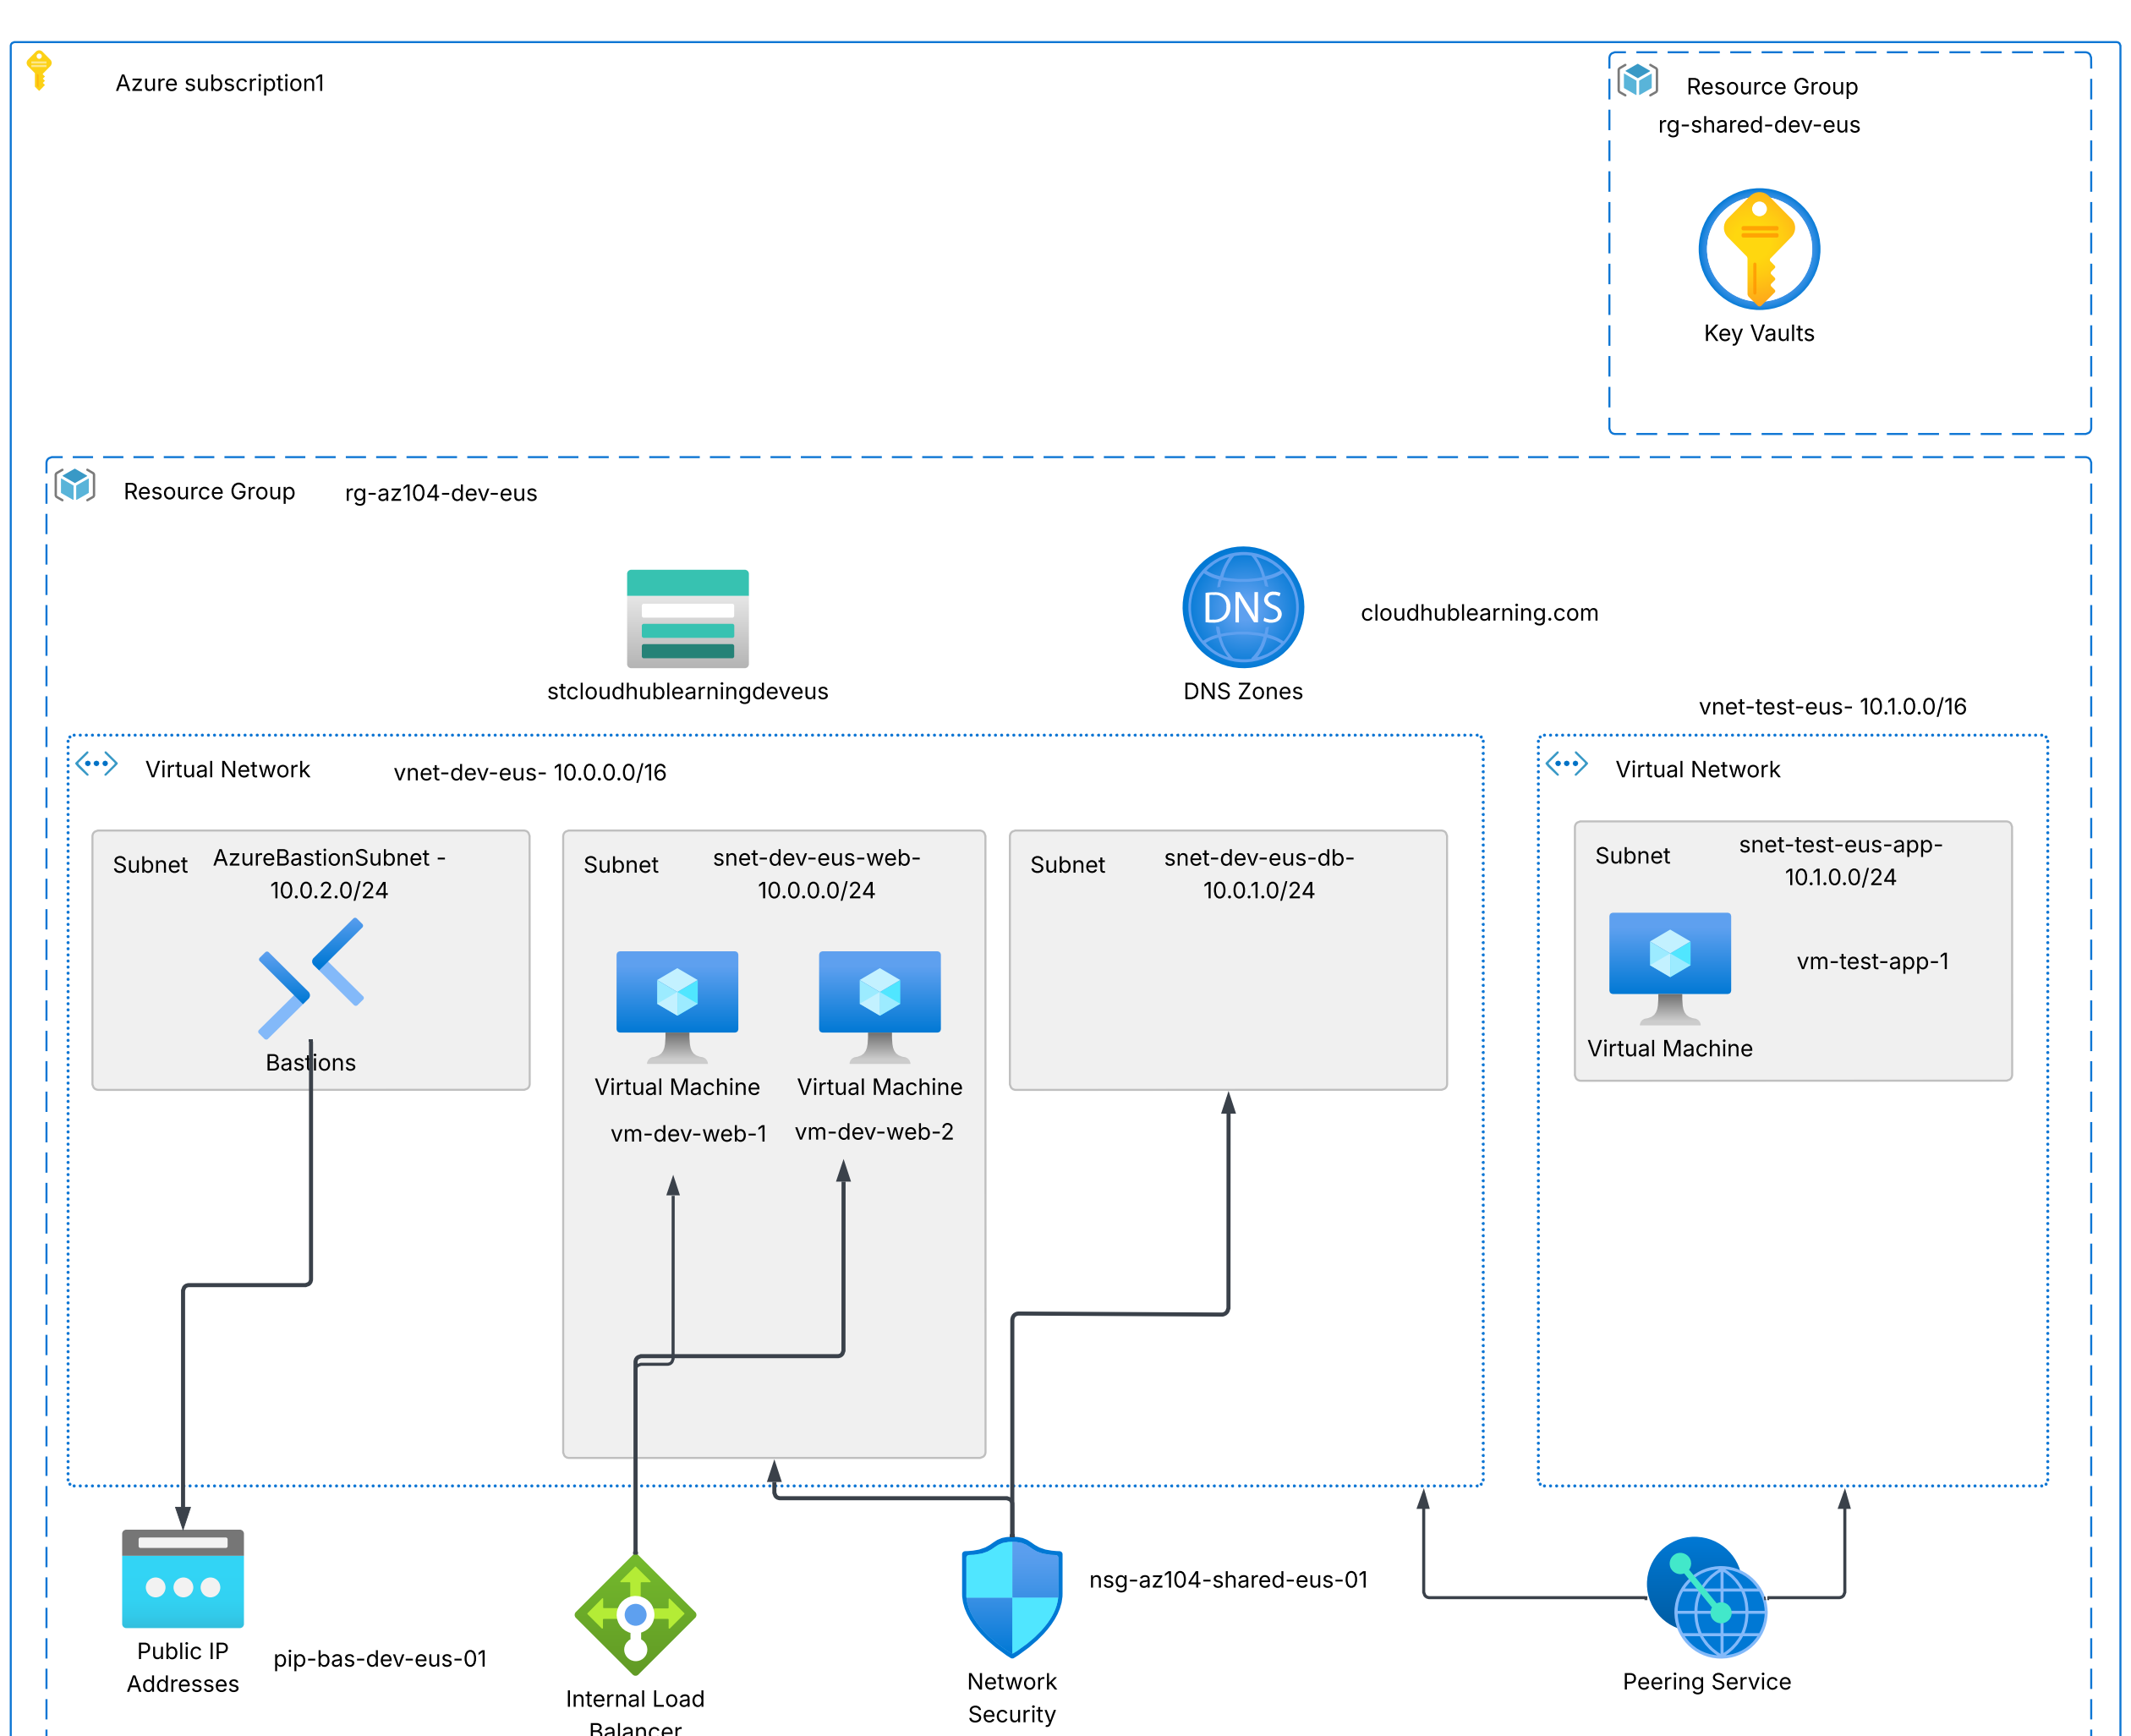 Azure subscription1
Resource Group
rg-shared-dev-eus
Key Vaults
Resource Group
rg-az104-dev-eus
stcloudhublearningdeveus
DNS
DNS Zones
cloudhublearning.com
vnet-test-eus- 10.1.0.0/16
Virtual Network
vnet-dev-eus- 10.0.0.0/16
Virtual Network
Subnet
AzureBastionSubnet -
10.0.2.0/24
Bastions
Subnet
snet-dev-eus-web-
10.0.0.0/24
Virtual Machine
vm-dev-web-1
Virtual Machine
vm-dev-web-2
Subnet
snet-dev-eus-db-
10.0.1.0/24
Subnet
snet-test-eus-app-
10.1.0.0/24
vm-test-app-1
Virtual Machine
Public IP
Addresses
pip-bas-dev-eus-01
Internal Load
Balancer
Network
Security
nsg-az104-shared-eus-01
Peering Service